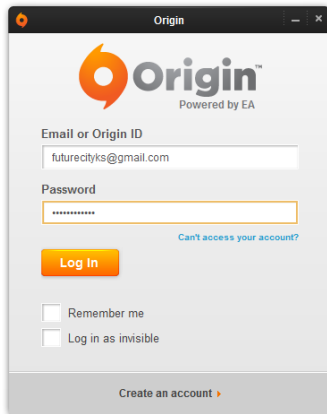 Origin
Origin™
Powered by EA
Email or Origin ID
futurecityks@gmail.com
Password
••••••••••••
Can't access your account?
Log In
Remember me
Log in as invisible
Create an account